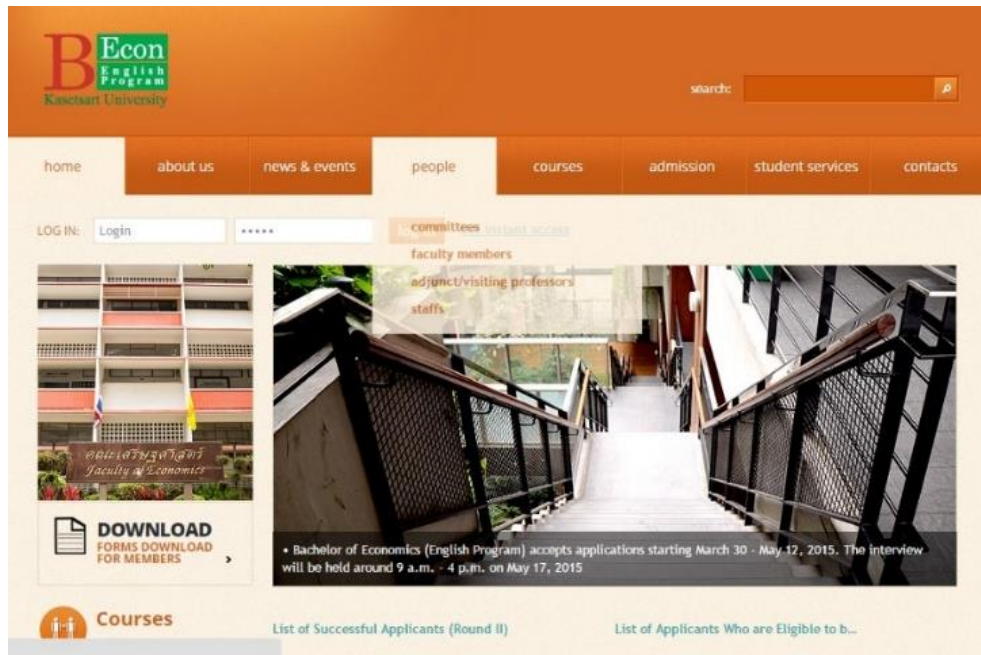 B Econ
English
Program
Kasetsart University
search:
home
about us
news & events
people
courses
admission
student services
contacts
LOG IN:
Login
•••••
committees
instant access
faculty members
adjunct/visiting professors
staffs
คณะเศรษฐศาสตร์
Faculty of Economics
DOWNLOAD
FORMS DOWNLOAD
FOR MEMBERS
• Bachelor of Economics (English Program) accepts applications starting March 30 - May 12, 2015. The interview
will be held around 9 a.m. - 4 p.m. on May 17, 2015
Courses
List of Successful Applicants (Round II)
List of Applicants Who are Eligible to b...